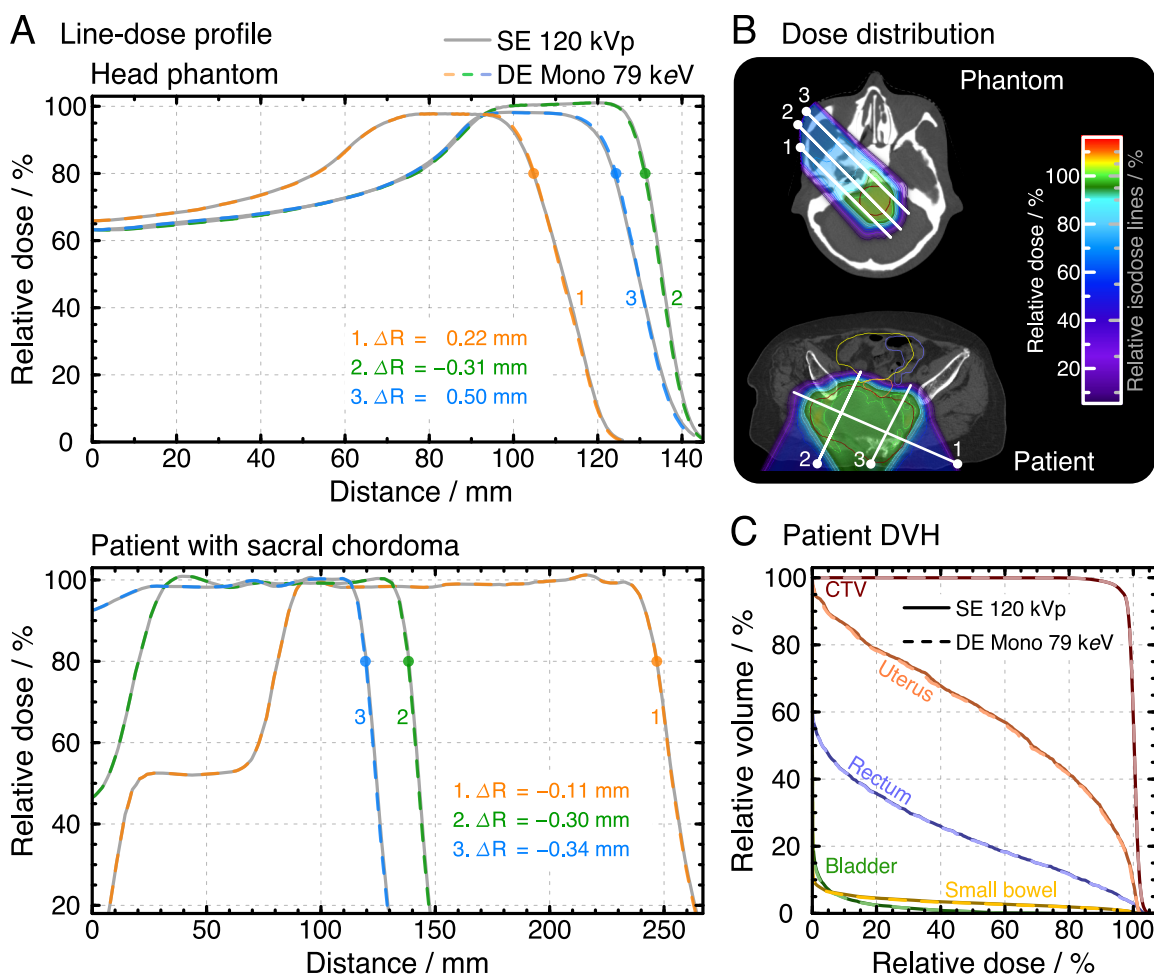 A Line-dose profile
SE 120 kVp
DE Mono 79 keV
Head phantom
100
80
60
40
20
0
Relative dose / %
1
3
2
1. ΔR = 0.22 mm
2. ΔR = −0.31 mm
3. ΔR = 0.50 mm
0 20 40 60 80 100 120 140
Distance / mm
Patient with sacral chordoma
100
80
60
40
20
Relative dose / %
3
2
1
1. ΔR = −0.11 mm
2. ΔR = −0.30 mm
3. ΔR = −0.34 mm
0 50 100 150 200 250
Distance / mm
B Dose distribution
Phantom
3
2
1
Relative dose / %
100
80
60
40
20
Relative isodose lines / %
2
3
1
Patient
C Patient DVH
100
80
60
40
20
0
Relative volume / %
CTV
SE 120 kVp
DE Mono 79 keV
Uterus
Rectum
Bladder
Small bowel
0 20 40 60 80 100
Relative dose / %